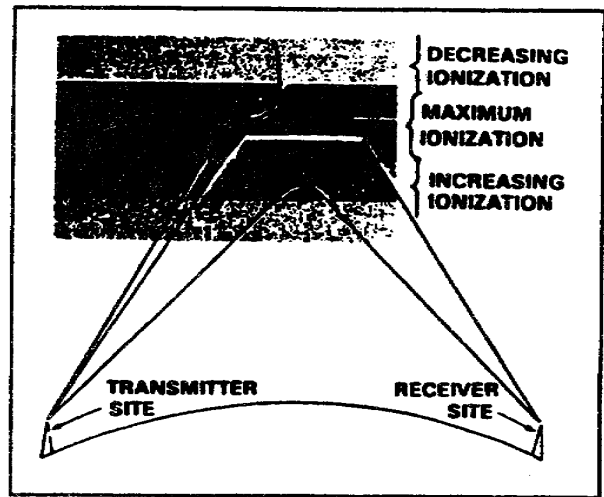 DECREASING
IONIZATION
MAXIMUM
IONIZATION
INCREASING
IONIZATION
TRANSMITTER
SITE
RECEIVER
SITE